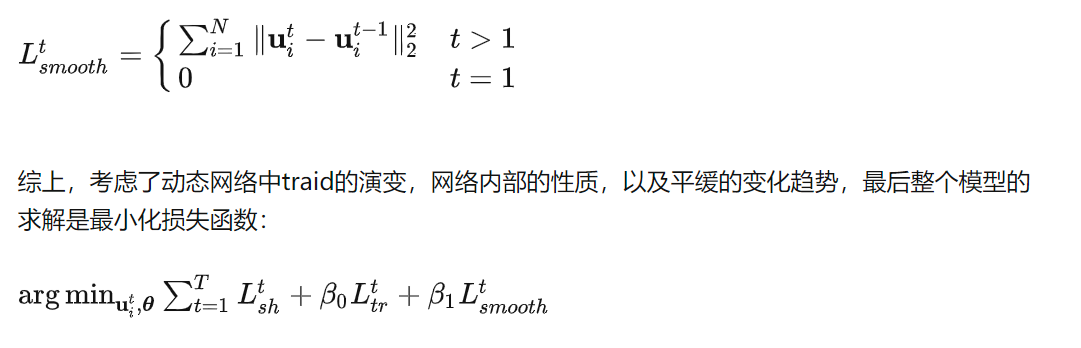 $L^t_{smooth} = \begin{cases} \sum_{i=1}^{N} \|\mathbf{u}_i^t - \mathbf{u}_i^{t-1}\|_2^2 & t > 1 \\ 0 & t = 1 \end{cases}$
综上，考虑了动态网络中traid的演变，网络内部的性质，以及平缓的变化趋势，最后整个模型的
求解是最小化损失函数：
$\arg\min_{\mathbf{u}_i^t, \boldsymbol{\theta}} \sum_{t=1}^{T} L^t_{sh} + \beta_0 L^t_{tr} + \beta_1 L^t_{smooth}$